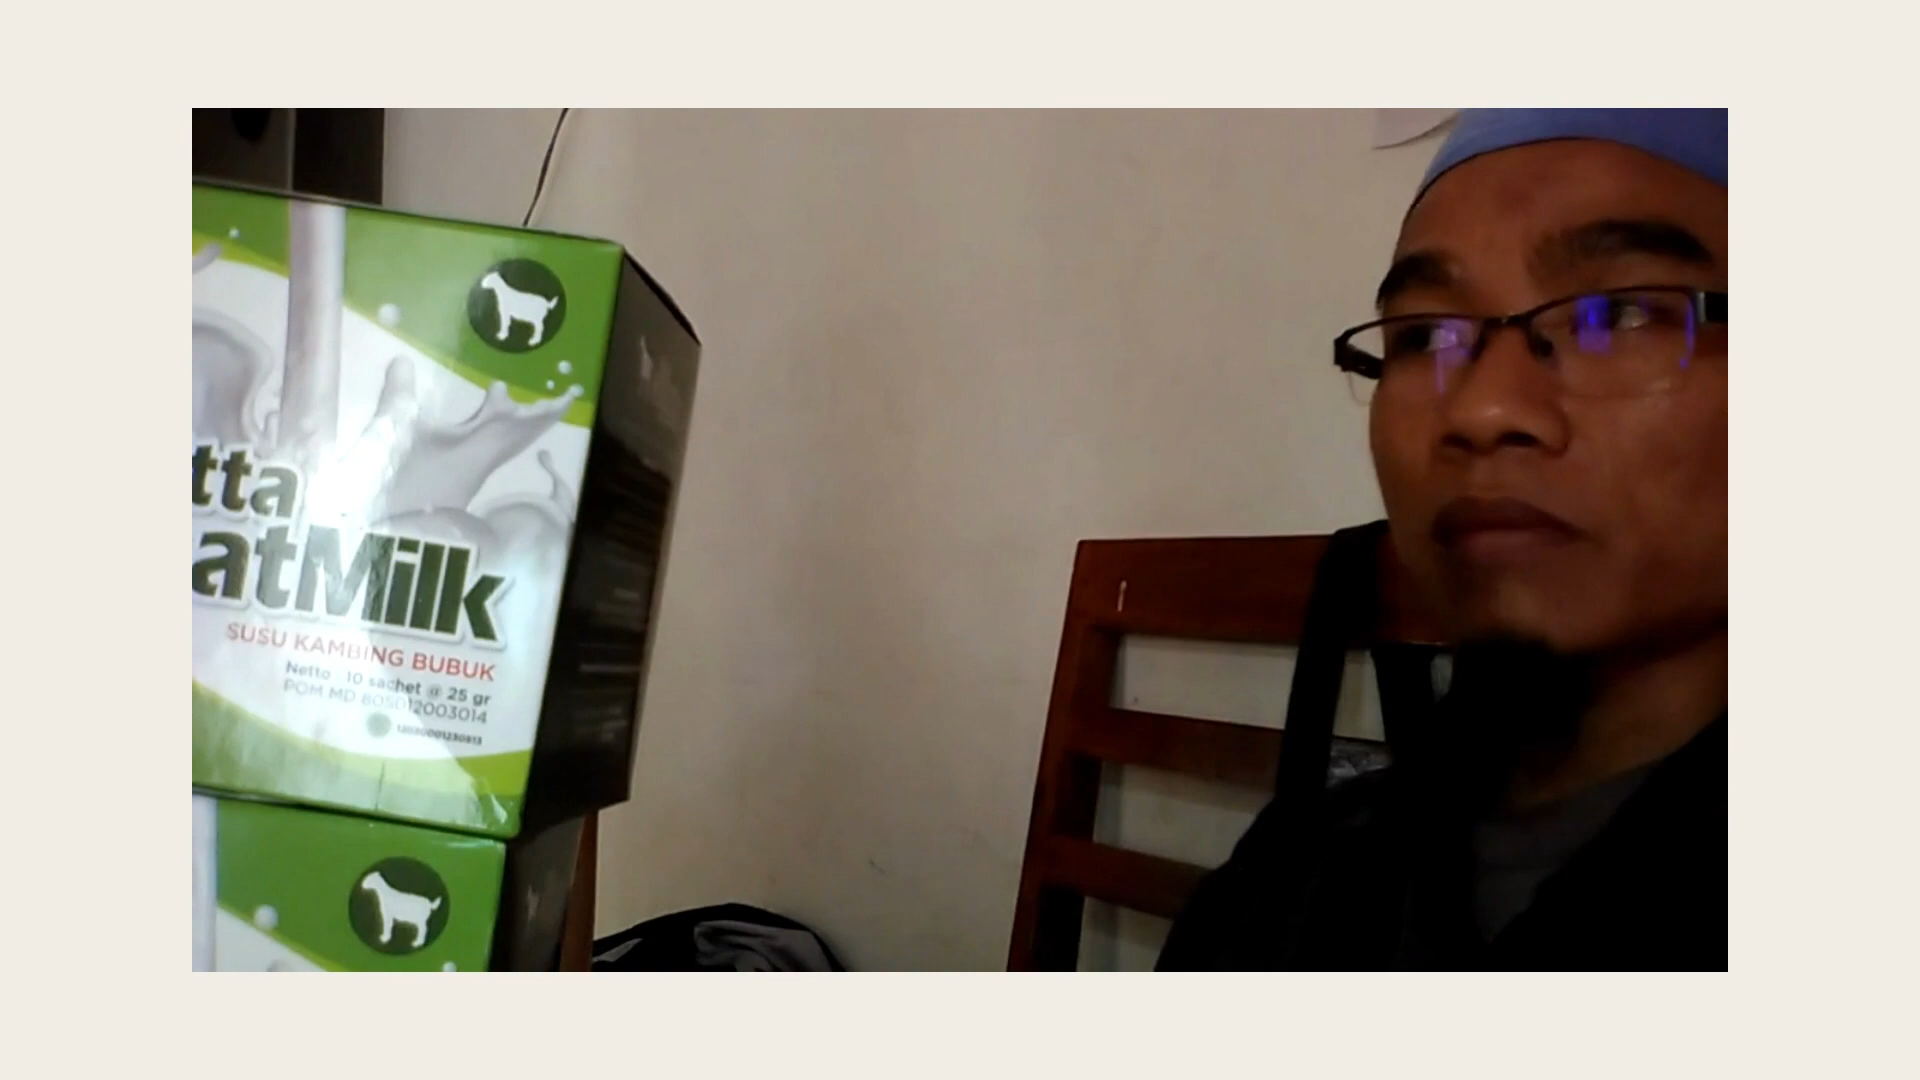 tta
atMilk
SUSU KAMBING BUBUK
Netto 10 sachet @ 25 gr
POM MD 805012003014